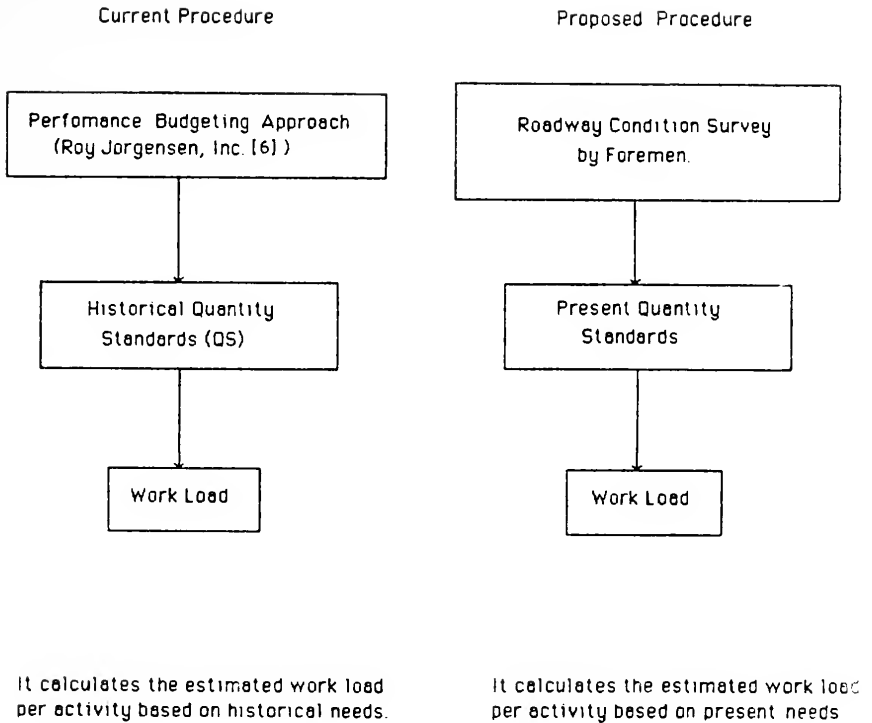 Current Procedure
Perfomance Budgeting Approach
(Roy Jorgensen, Inc. [6] )
Historical Quantity
Standards (QS)
Work Load
It calculates the estimated work load
per activity based on historical needs.
Proposed Procedure
Roadway Condition Survey
by Foremen.
Present Quantity
Standards
Work Load
It calculates the estimated work load
per activity based on present needs